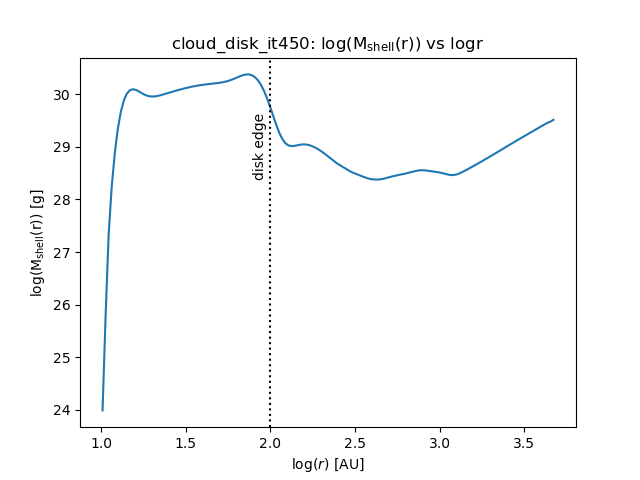 cloud_disk_it450: log(M_shell(r)) vs logr
log(M_shell(r)) [g]
30
29
28
27
26
25
24
disk edge
1.0 1.5 2.0 2.5 3.0 3.5
log(r) [AU]